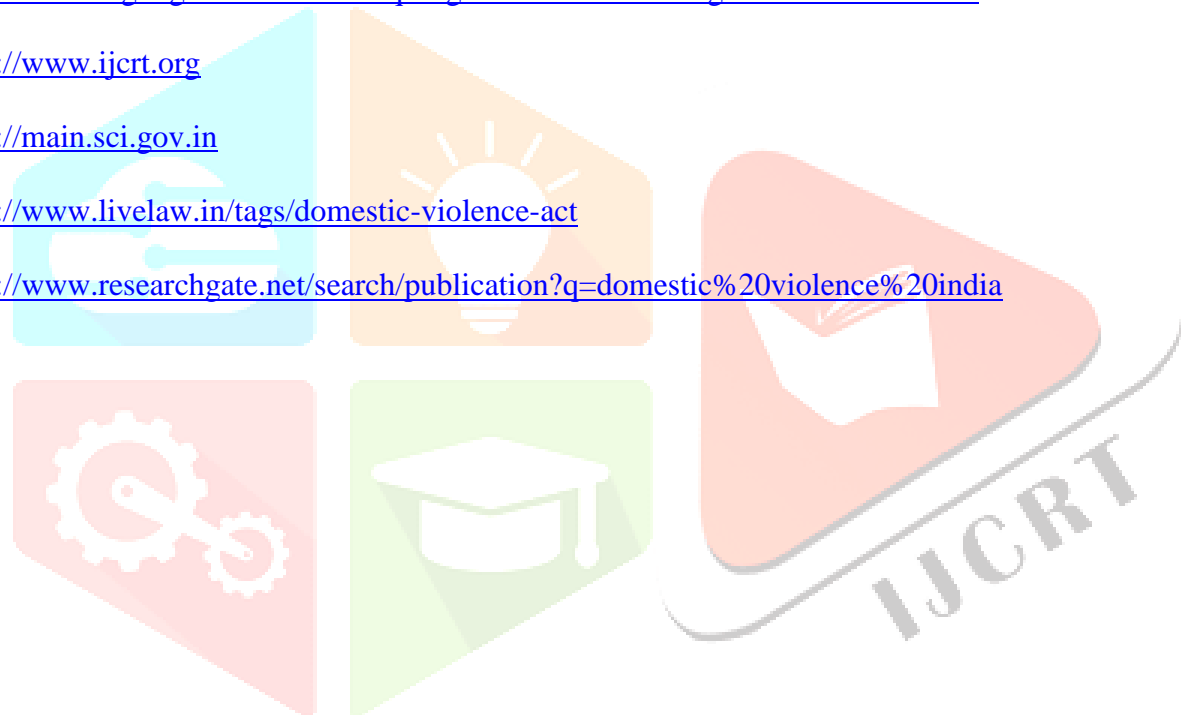 ://www.ijcrt.org
://main.sci.gov.in
://www.livelaw.in/tags/domestic-violence-act
://www.researchgate.net/search/publication?q=domestic%20violence%20india
IJCRT